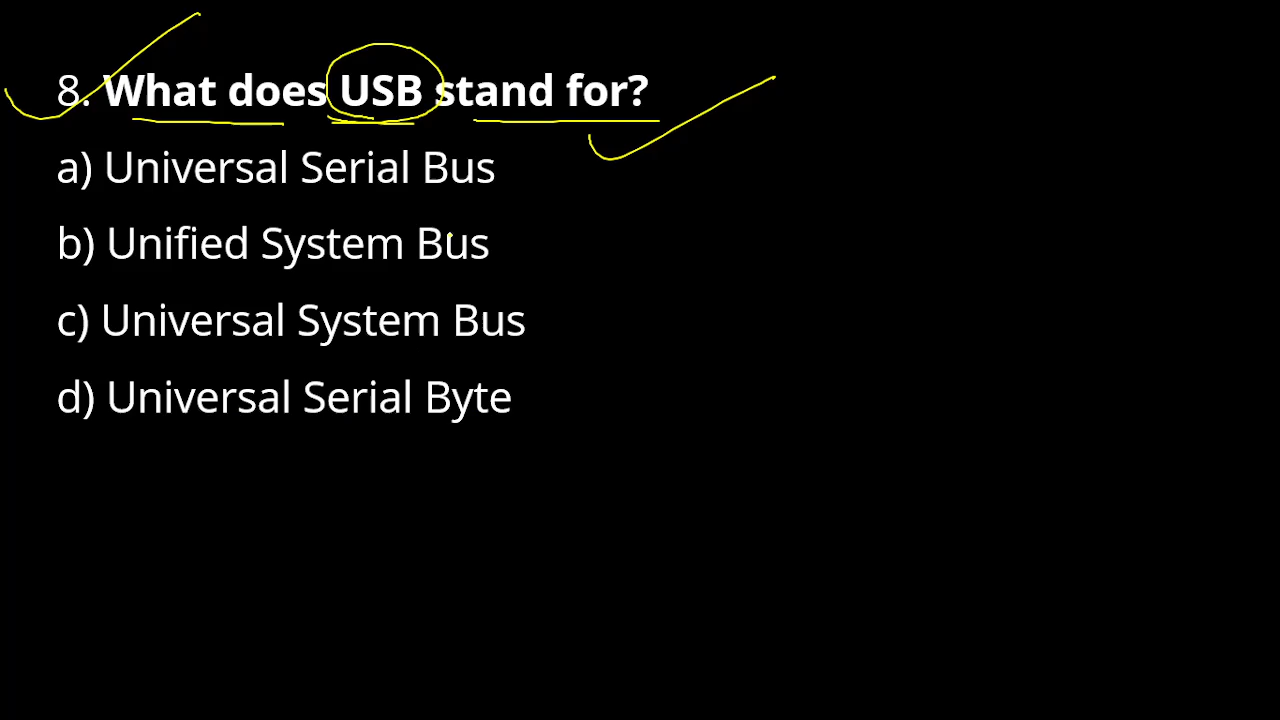 8. What does USB stand for?
a) Universal Serial Bus
b) Unified System Bus
c) Universal System Bus
d) Universal Serial Byte